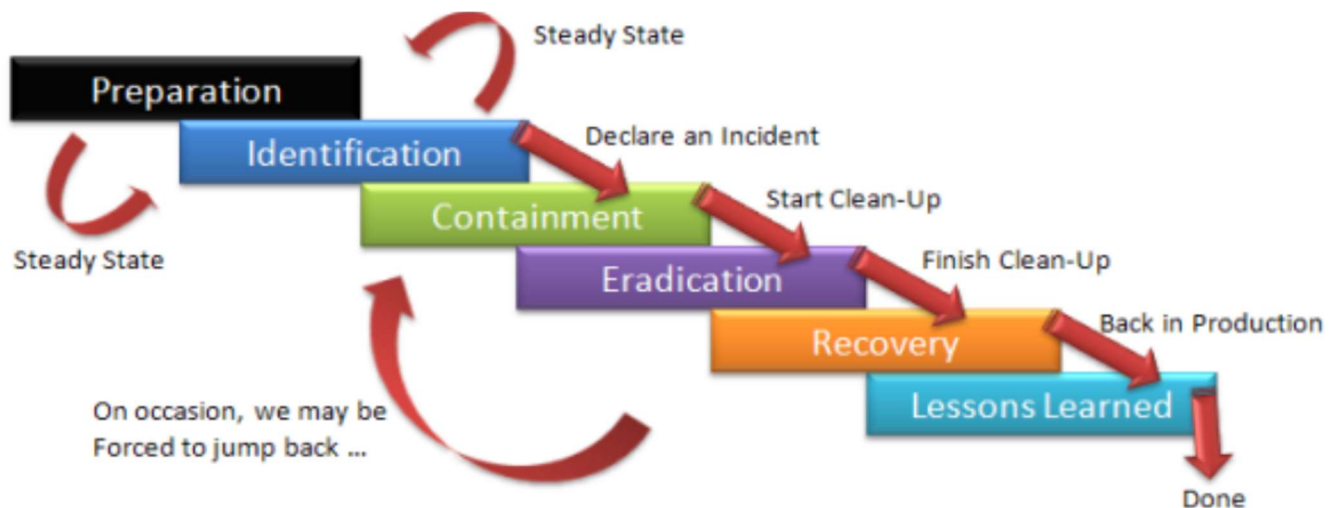 Steady State
Preparation
Declare an Incident
Identification
Start Clean-Up
Containment
Steady State
Finish Clean-Up
Eradication
Back in Production
Recovery
Lessons Learned
On occasion, we may be
Forced to jump back ...
Done